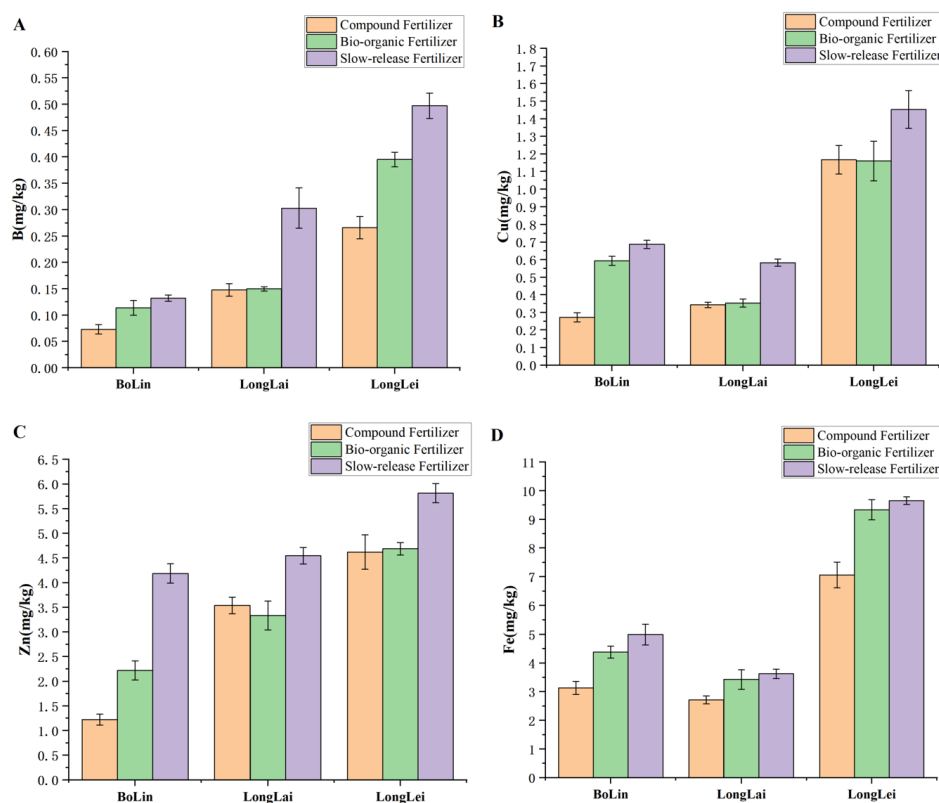 A
Compound Fertilizer
Bio-organic Fertilizer
Slow-release Fertilizer
B(mg/kg)
0.60
0.55
0.50
0.45
0.40
0.35
0.30
0.25
0.20
0.15
0.10
0.05
0.00
BoLin LongLai LongLei
B
Compound Fertilizer
Bio-organic Fertilizer
Slow-release Fertilizer
Cu(mg/kg)
1.8
1.7
1.6
1.5
1.4
1.3
1.2
1.1
1.0
0.9
0.8
0.7
0.6
0.5
0.4
0.3
0.2
0.1
0.0
BoLin LongLai LongLei
C
Compound Fertilizer
Bio-organic Fertilizer
Slow-release Fertilizer
Zn(mg/kg)
6.5
6.0
5.5
5.0
4.5
4.0
3.5
3.0
2.5
2.0
1.5
1.0
0.5
0.0
BoLin LongLai LongLei
D
Compound Fertilizer
Bio-organic Fertilizer
Slow-release Fertilizer
Fe(mg/kg)
11
10
9
8
7
6
5
4
3
2
1
0
BoLin LongLai LongLei